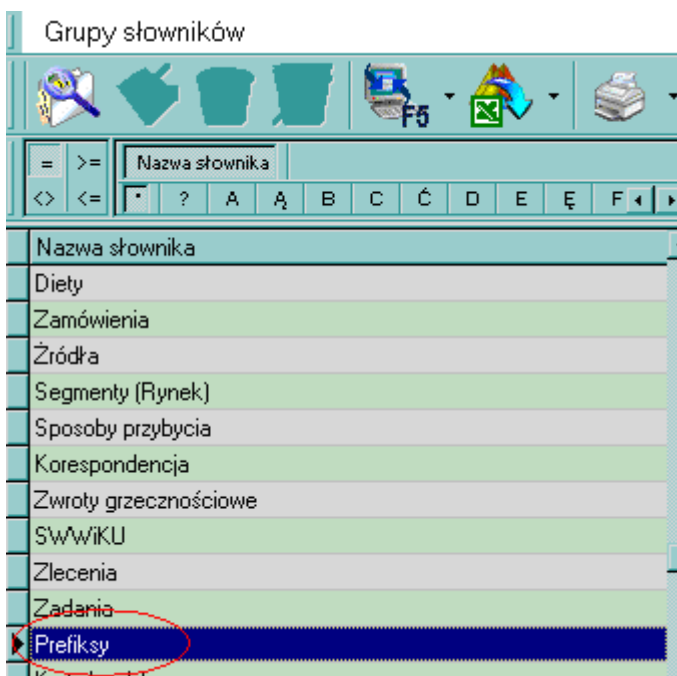 Grupy słowników
F5
= >= Nazwa słownika
<> <= * ? A Ą B C Ć D E Ę F
Nazwa słownika
Diety
Zamówienia
Źródła
Segmenty (Rynek)
Sposoby przybycia
Korespondencja
Zwroty grzecznościowe
SWWiKU
Zlecenia
Zadania
Prefiksy